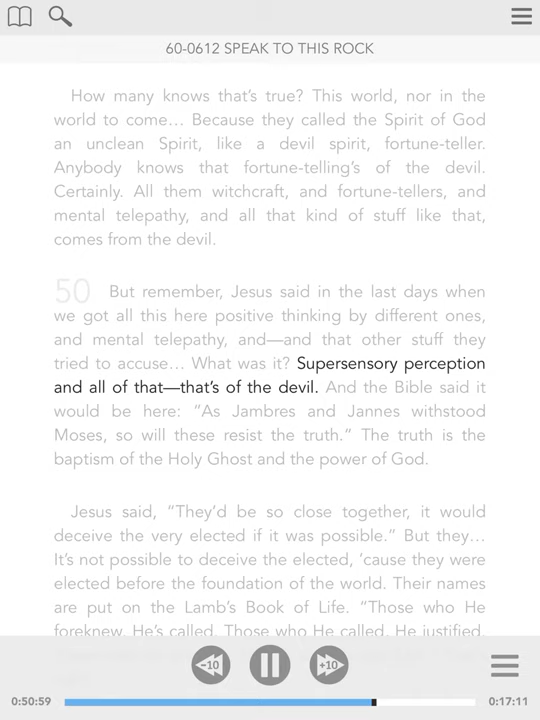 60-0612 SPEAK TO THIS ROCK
How many knows that's true? This world, nor in the
world to come… Because they called the Spirit of God
an unclean Spirit, like a devil spirit, fortune-teller.
Anybody knows that fortune-telling's of the devil.
Certainly. All them witchcraft, and fortune-tellers, and
mental telepathy, and all that kind of stuff like that,
comes from the devil.
50 But remember, Jesus said in the last days when
we got all this here positive thinking by different ones,
and mental telepathy, and—and that other stuff they
tried to accuse… What was it? Supersensory perception
and all of that—that's of the devil. And the Bible said it
would be here: "As Jambres and Jannes withstood
Moses, so will these resist the truth." The truth is the
baptism of the Holy Ghost and the power of God.
Jesus said, "They'd be so close together, it would
deceive the very elected if it was possible." But they…
It's not possible to deceive the elected, 'cause they were
elected before the foundation of the world. Their names
are put on the Lamb's Book of Life. "Those who He
foreknew, He's called. Those who He called, He justified.
-10 +10
0:50:59 0:17:11